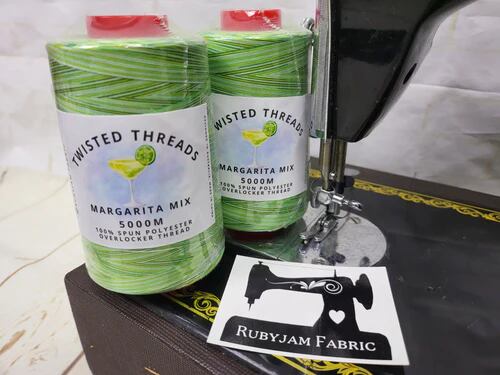 TWISTED THREADS
MARGARITA MIX
5000M
100% SPUN POLYESTER
OVERLOCKER THREAD
WISTED THREADS
MARGARITA MIX
5000M
100% SPUN POLYESTER
OVERLOCKER THREAD
RUBYJAM FABRIC